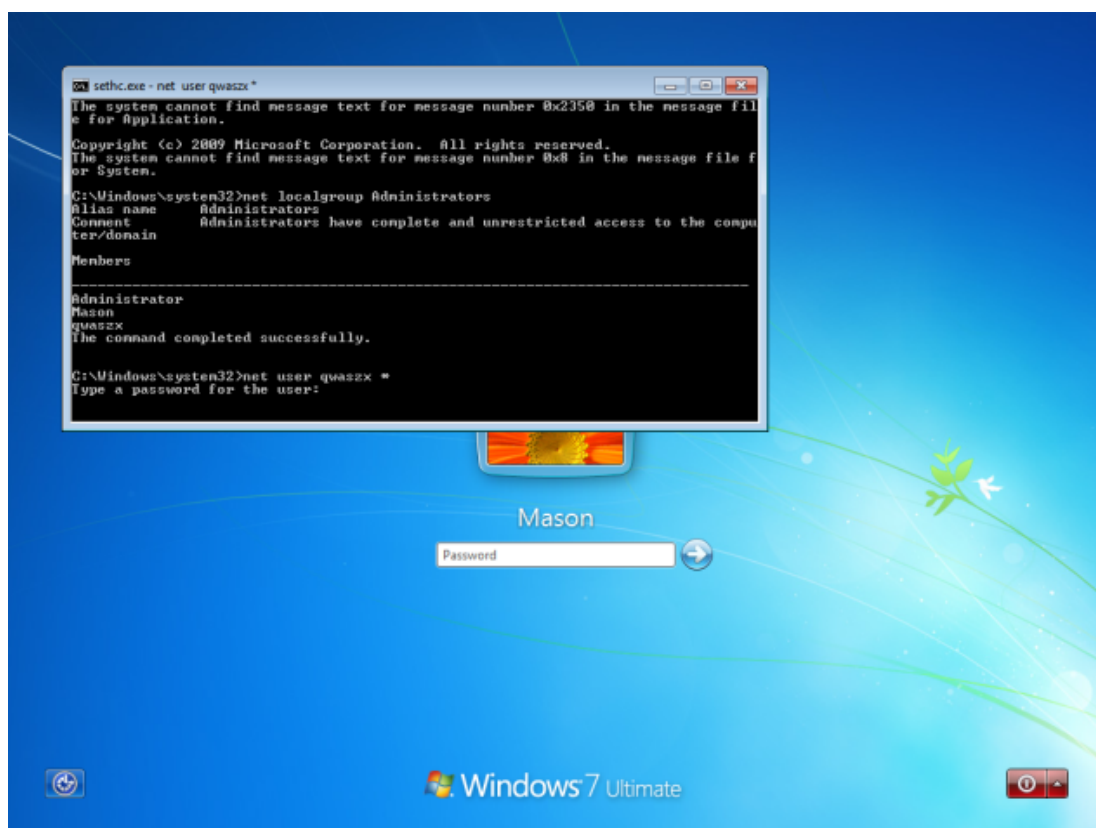 sethc.exe - net user qwaszx *
The system cannot find message text for message number 0x2350 in the message fil
e for Application.
Copyright (c) 2009 Microsoft Corporation. All rights reserved.
The system cannot find message text for message number 0x8 in the message file f
or System.
C:\Windows\system32>net localgroup Administrators
Alias name Administrators
Comment Administrators have complete and unrestricted access to the compu
ter/domain
Members
-------------------------------------------------------------------------------
Administrator
Mason
qwaszx
The command completed successfully.
C:\Windows\system32>net user qwaszx *
Type a password for the user:
Mason
Password
Windows 7 Ultimate